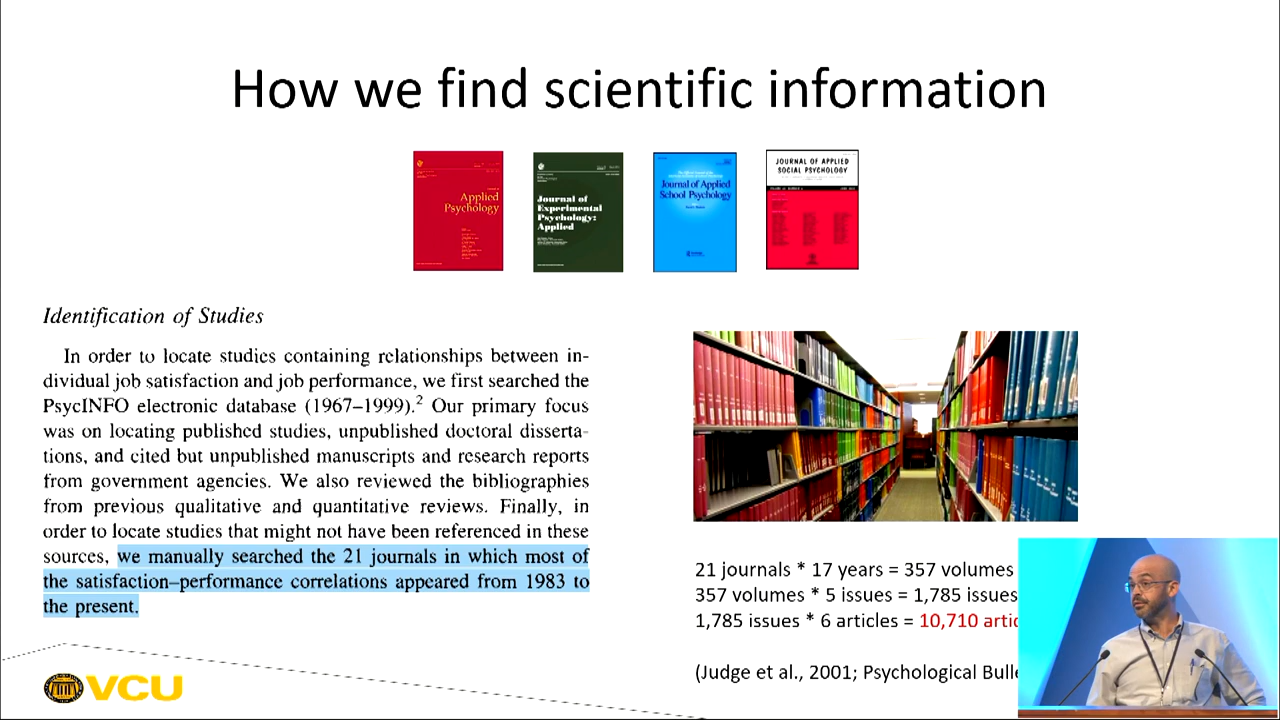 How we find scientific information
Applied
Psychology
Journal of
Experimental
Psychology:
Applied
Journal of Applied
School Psychology
JOURNAL OF APPLIED
SOCIAL PSYCHOLOGY
Identification of Studies
In order to locate studies containing relationships between in-
dividual job satisfaction and job performance, we first searched the
PsycINFO electronic database (1967–1999).2 Our primary focus
was on locating published studies, unpublished doctoral disserta-
tions, and cited but unpublished manuscripts and research reports
from government agencies. We also reviewed the bibliographies
from previous qualitative and quantitative reviews. Finally, in
order to locate studies that might not have been referenced in these
sources, we manually searched the 21 journals in which most of
the satisfaction–performance correlations appeared from 1983 to
the present.
21 journals * 17 years = 357 volumes
357 volumes * 5 issues = 1,785 issues
1,785 issues * 6 articles = 10,710 artic
(Judge et al., 2001; Psychological Bulle
VCU